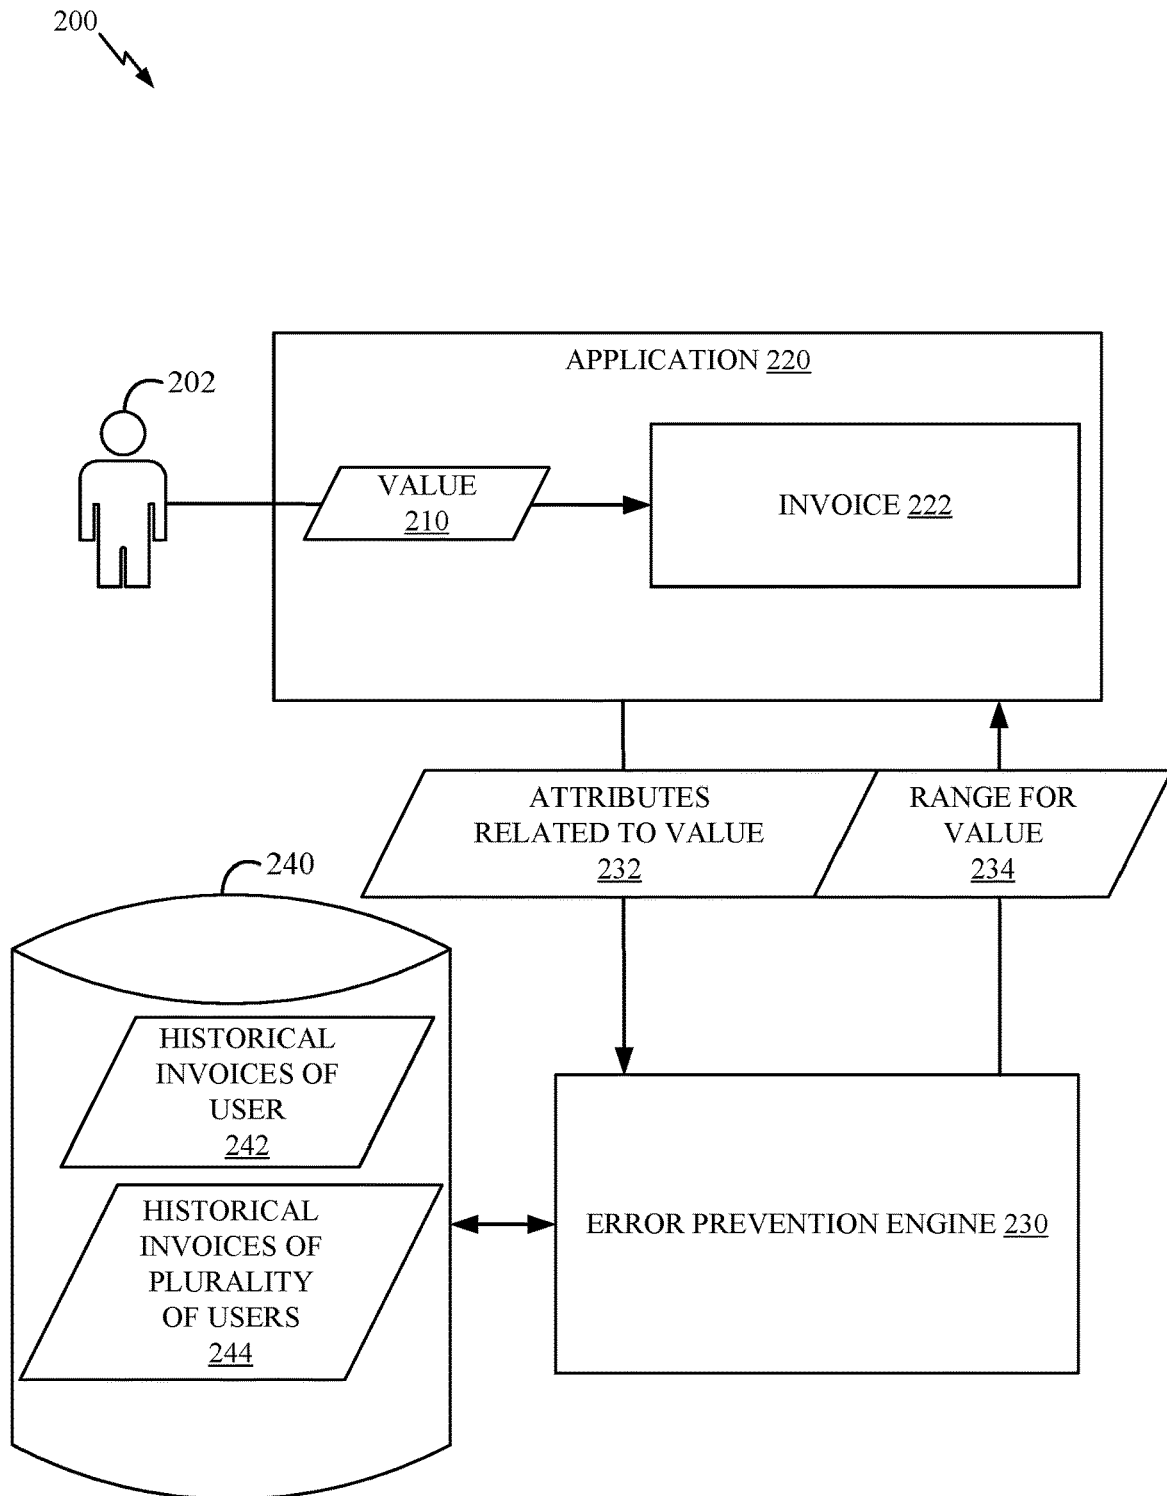 200
APPLICATION 220
202
VALUE
210
INVOICE 222
ATTRIBUTES
RELATED TO VALUE
232
RANGE FOR
VALUE
234
240
HISTORICAL
INVOICES OF
USER
242
HISTORICAL
INVOICES OF
PLURALITY
OF USERS
244
ERROR PREVENTION ENGINE 230